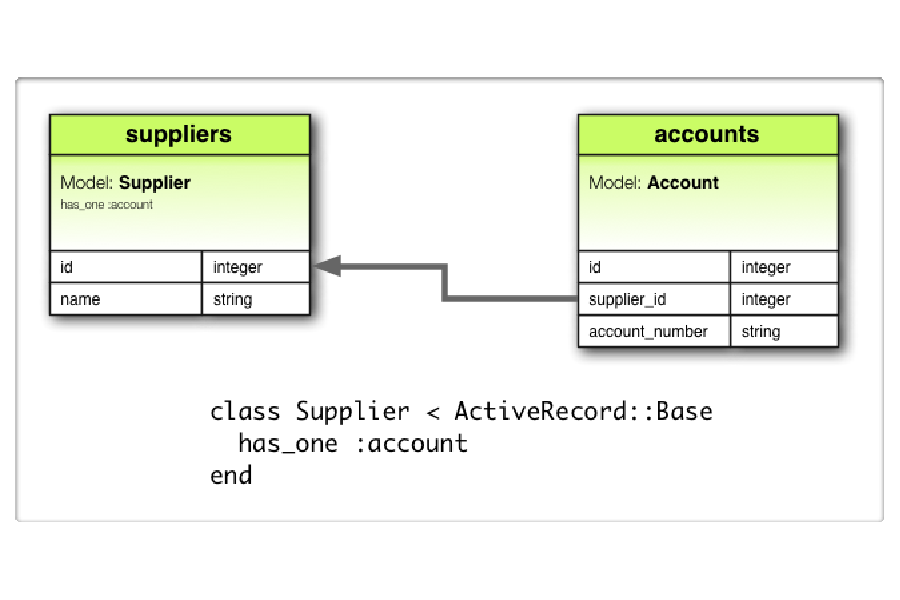 suppliers
Model: Supplier
has_one :account
id integer
name string
accounts
Model: Account
id integer
supplier_id integer
account_number string
class Supplier < ActiveRecord::Base
  has_one :account
end